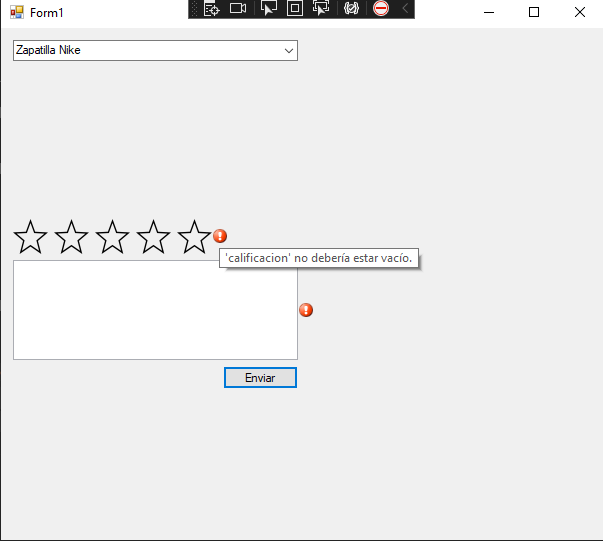 Form1
Zapatilla Nike
'calificacion' no debería estar vacío.
Enviar